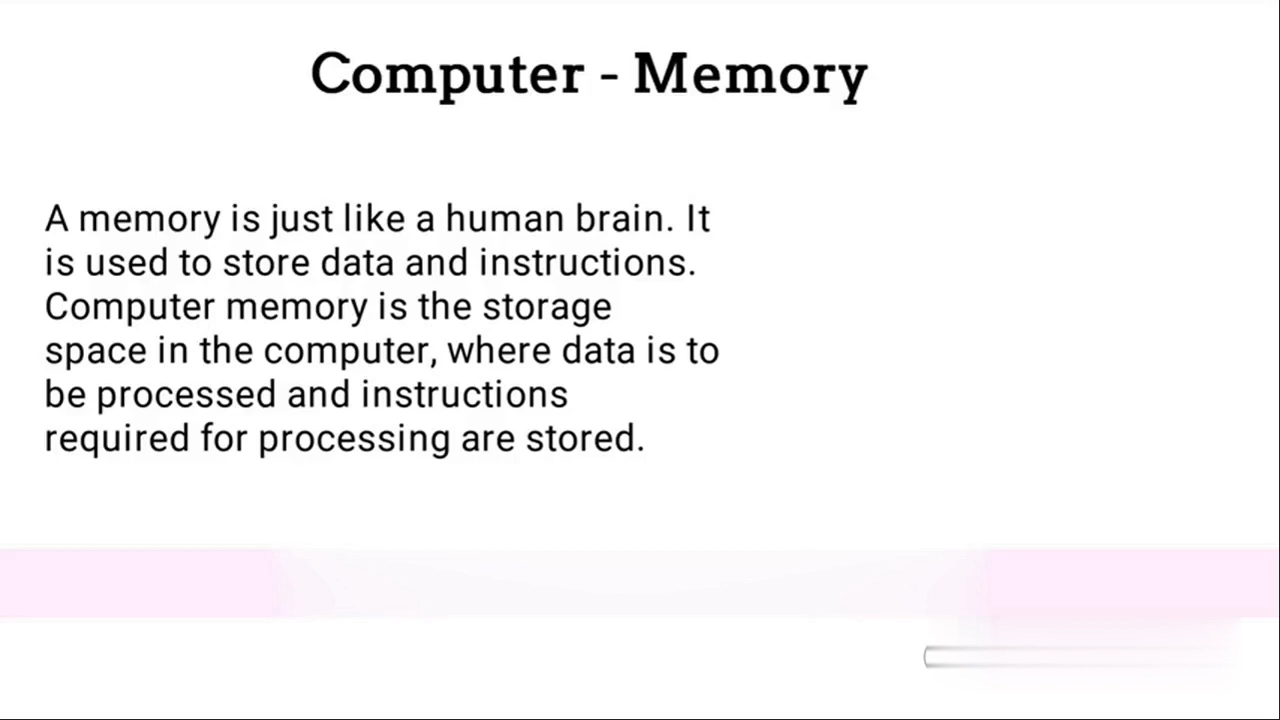 Computer - Memory
A memory is just like a human brain. It
is used to store data and instructions.
Computer memory is the storage
space in the computer, where data is to
be processed and instructions
required for processing are stored.